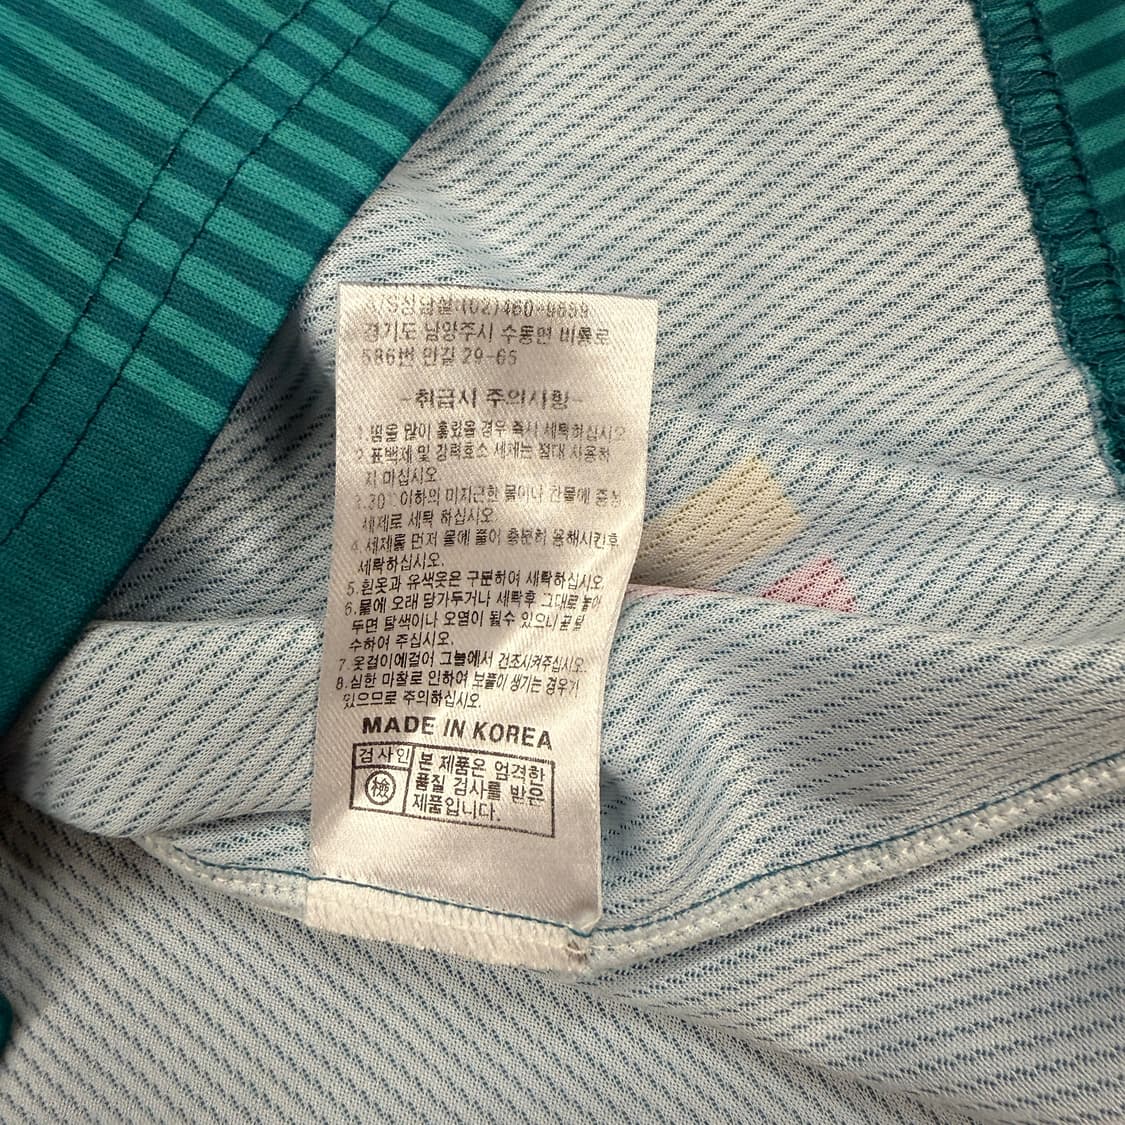 A/S상담실:(02)460-9559
경기도 남양주시 수동면 비룡로
586번 안길 29-65
-취급시 주의사항-
1.땀을 많이 흘렸을 경우 즉시 세탁하십시오
2.표백제 및 강력효소 세제는 절대 사용하
지 마십시오
3.30° 이하의 미지근한 물이나 찬물에 중성
세제로 세탁 하십시오
4.세제를 먼저 물에 풀어 충분히 용해시킨후
세탁하십시오.
5.흰옷과 유색옷은 구분하여 세탁하십시오.
6.물에 오래 담가두거나 세탁후 그대로 놓아
두면 탈색이나 오염이 될수 있으니 곧 탈
수하여 주십시오.
7.옷걸이에걸어 그늘에서 건조시켜주십시오.
8.심한 마찰로 인하여 보풀이 생기는 경우가
있으므로 주의하십시오.
MADE IN KOREA
검사인
檢
본 제품은 엄격한
품질 검사를 받은
제품입니다.